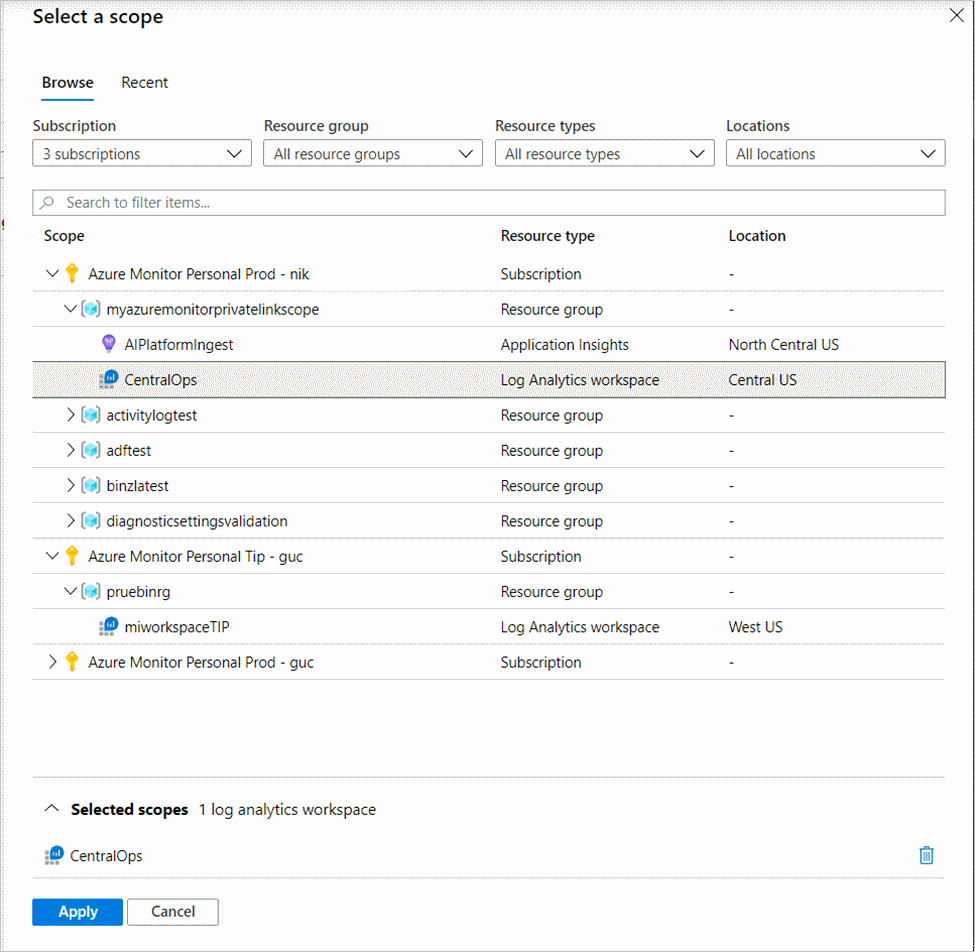 Select a scope
Browse Recent
Subscription Resource group Resource types Locations
3 subscriptions All resource groups All resource types All locations
Search to filter items...
Scope Resource type Location
Azure Monitor Personal Prod - nik Subscription -
myazuremonitorprivatelinkscope Resource group -
AIPlatformIngest Application Insights North Central US
CentralOps Log Analytics workspace Central US
activitylogtest Resource group -
adftest Resource group -
binzlatest Resource group -
diagnosticsettingsvalidation Resource group -
Azure Monitor Personal Tip - guc Subscription -
pruebinrg Resource group -
miworkspaceTIP Log Analytics workspace West US
Azure Monitor Personal Prod - guc Subscription -
Selected scopes 1 log analytics workspace
CentralOps
Apply Cancel